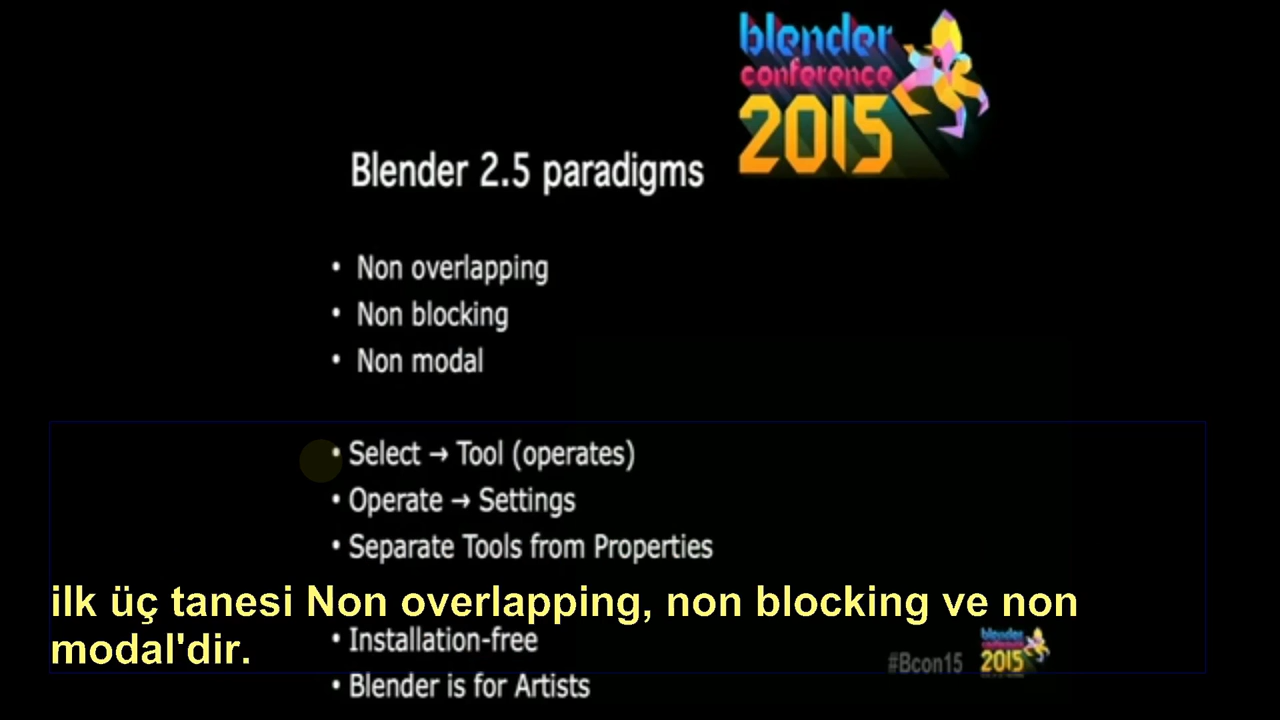 blender
conference
2015
Blender 2.5 paradigms
• Non overlapping
• Non blocking
• Non modal
• Select → Tool (operates)
• Operate → Settings
• Separate Tools from Properties
ilk üç tanesi Non overlapping, non blocking ve non
modal'dir.
• Installation-free
• Blender is for Artists
#Bcon15
blender
conference
2015